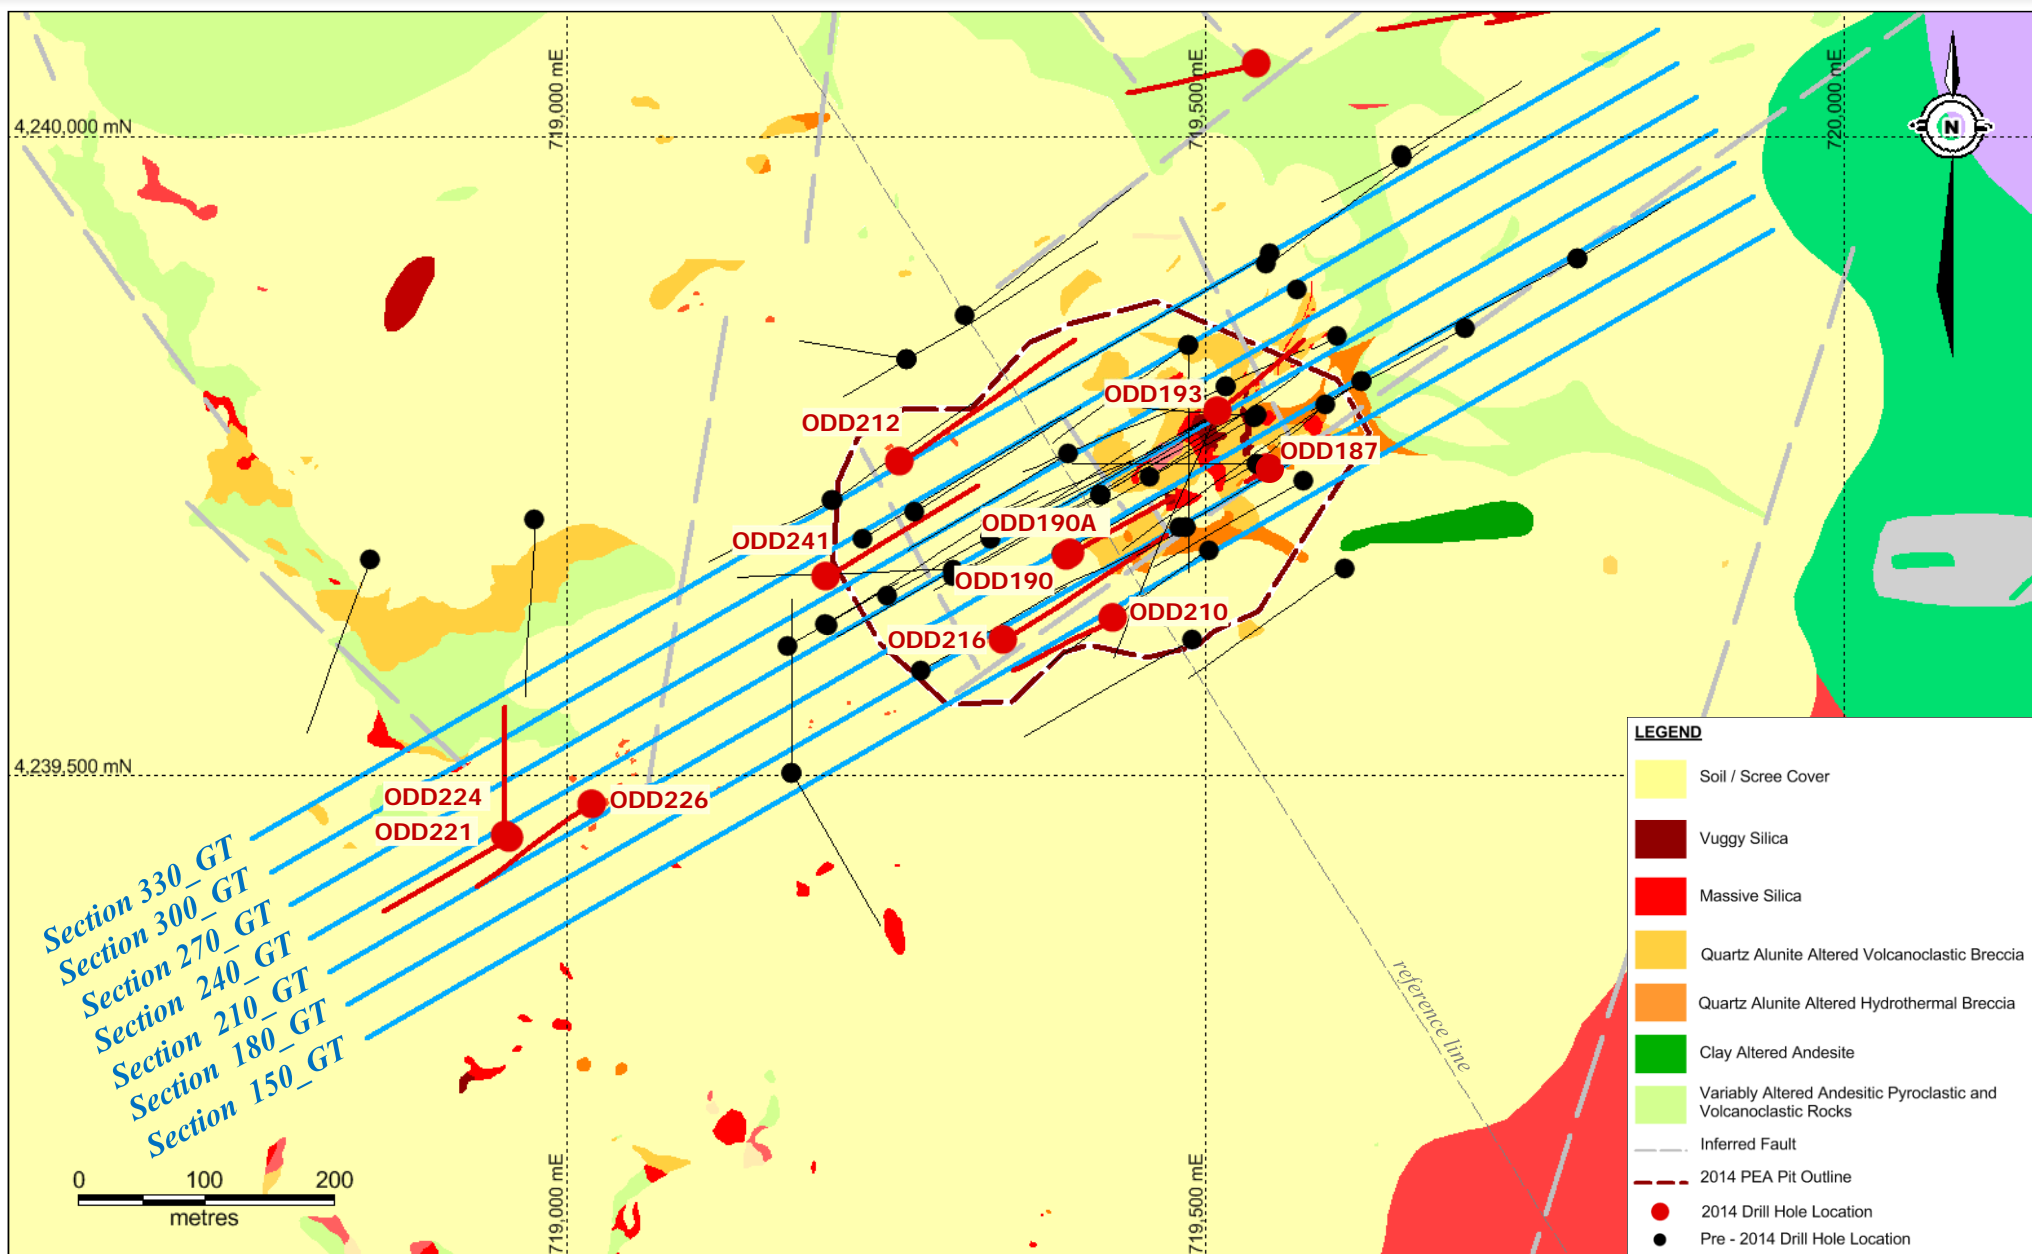 719,000 mE
719,500 mE
720,000 mE
4,240,000 mN
N
ODD193
ODD212
ODD187
ODD190A
ODD241
ODD190
ODD210
ODD216
4,239,500 mN
ODD224
ODD226
ODD221
Section 330_GT
Section 300_GT
Section 270_GT
Section 240_GT
Section 210_GT
Section 180_GT
Section 150_GT
reference line
0 100 200
metres
719,000 mE
719,500 mE
LEGEND
Soil / Scree Cover
Vuggy Silica
Massive Silica
Quartz Alunite Altered Volcanoclastic Breccia
Quartz Alunite Altered Hydrothermal Breccia
Clay Altered Andesite
Variably Altered Andesitic Pyroclastic and
Volcanoclastic Rocks
Inferred Fault
2014 PEA Pit Outline
2014 Drill Hole Location
Pre - 2014 Drill Hole Location